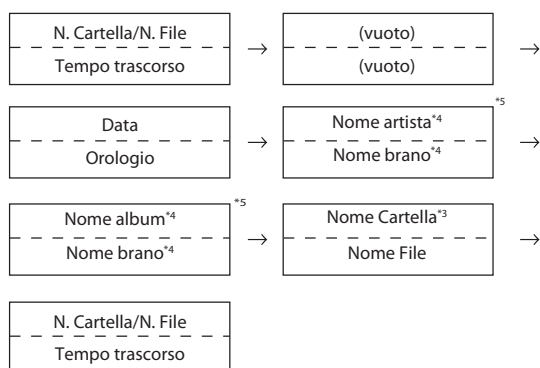 N. Cartella/N. File
Tempo trascorso
→
(vuoto)
(vuoto)
→
Data
Orologio
→
Nome artista*4
Nome brano*4
*5
→
Nome album*4
Nome brano*4
*5
→
Nome Cartella*3
Nome File
→
N. Cartella/N. File
Tempo trascorso